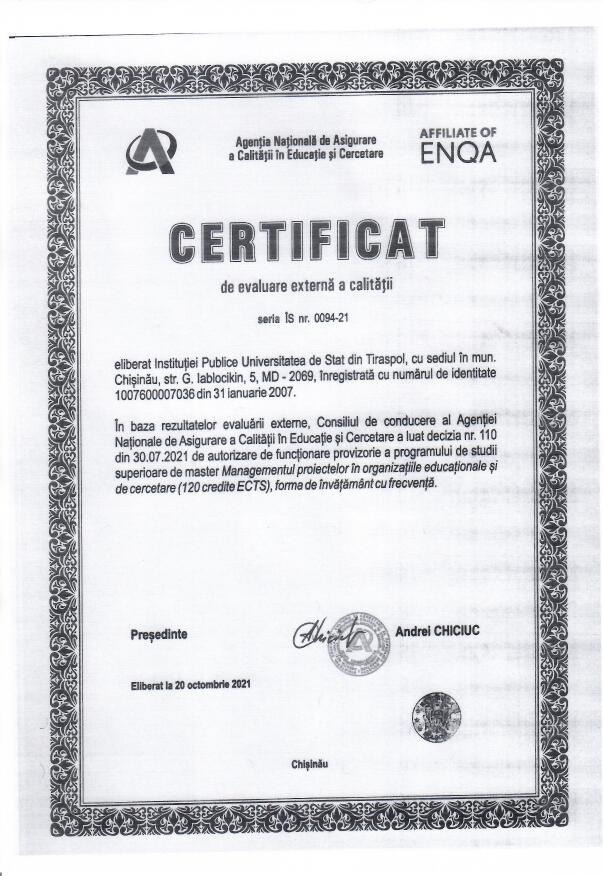 Agenția Națională de Asigurare
a Calității în Educație și Cercetare
AFFILIATE OF
ENQA
CERTIFICAT
de evaluare externă a calității
seria ÎS nr. 0094-21
eliberat Instituției Publice Universitatea de Stat din Tiraspol, cu sediul în mun.
Chișinău, str. G. Iablocikin, 5, MD - 2069, înregistrată cu numărul de identitate
1007600007036 din 31 ianuarie 2007.
În baza rezultatelor evaluării externe, Consiliul de conducere al Agenției
Naționale de Asigurare a Calității în Educație și Cercetare a luat decizia nr. 110
din 30.07.2021 de autorizare de funcționare provizorie a programului de studii
superioare de master Managementul proiectelor în organizațiile educaționale și
de cercetare (120 credite ECTS), forma de învățământ cu frecvență.
Președinte
Andrei CHICIUC
Eliberat la 20 octombrie 2021
Chișinău